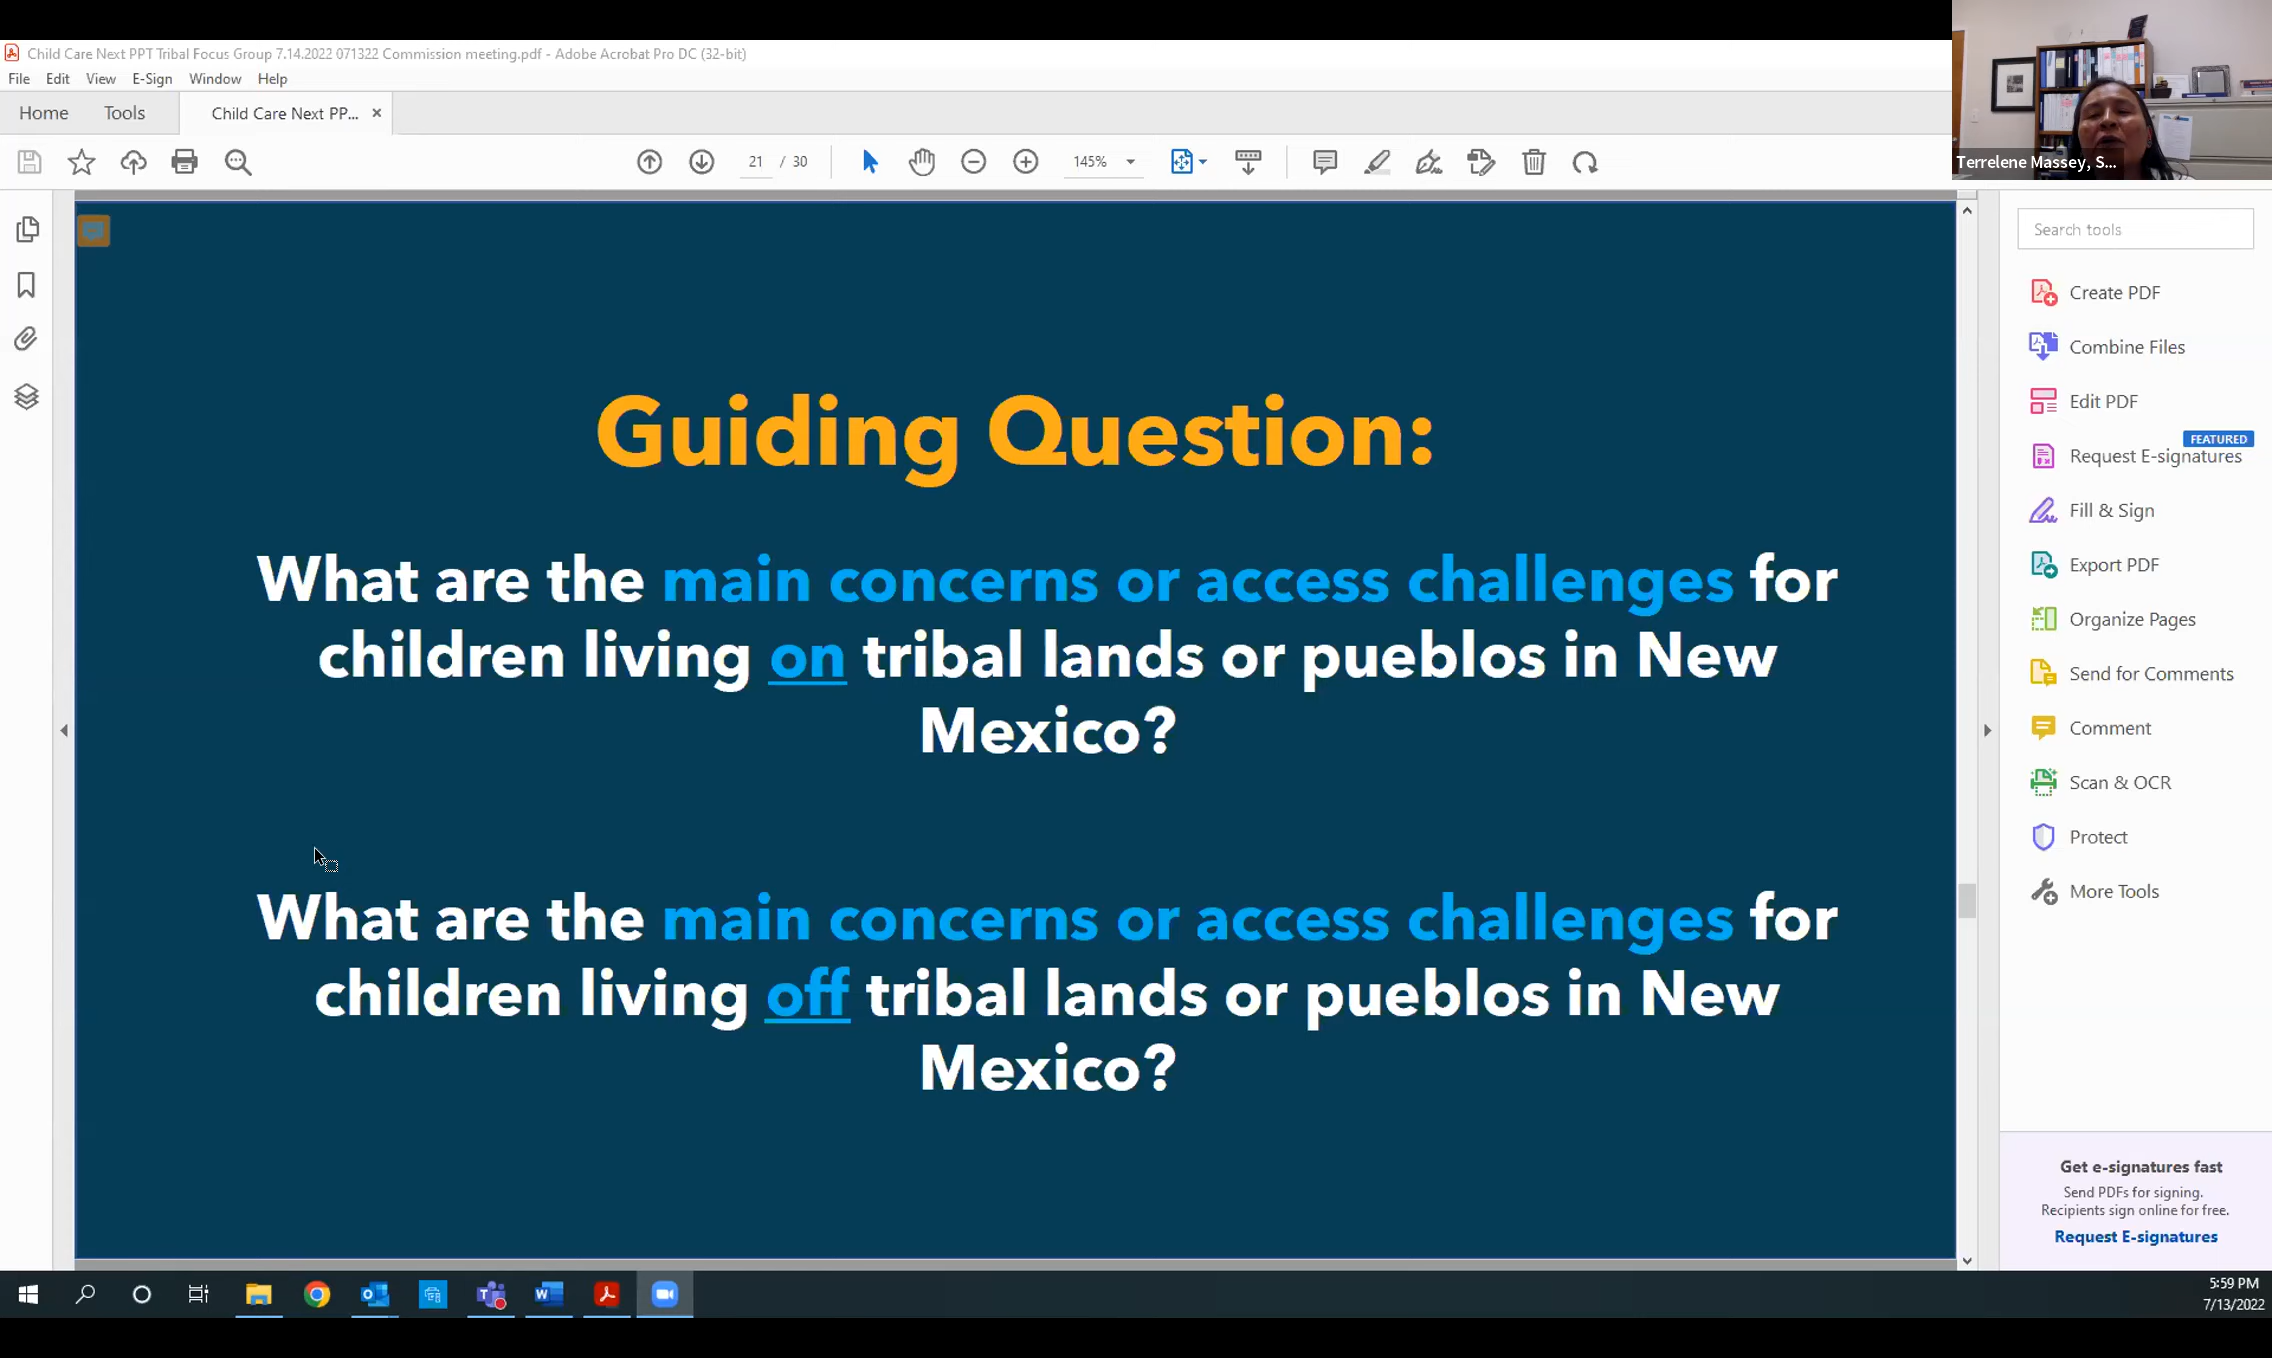 Child Care Next PPT Tribal Focus Group 7.14.2022 071322 Commission meeting.pdf - Adobe Acrobat Pro DC (32-bit)
File Edit View E-Sign Window Help
Home Tools Child Care Next PP... ×
21 / 30 145%
Terrelene Massey, S...
Guiding Question:
What are the main concerns or access challenges for
children living on tribal lands or pueblos in New
Mexico?
What are the main concerns or access challenges for
children living off tribal lands or pueblos in New
Mexico?
Search tools
Create PDF
Combine Files
Edit PDF
FEATURED
Request E-signatures
Fill & Sign
Export PDF
Organize Pages
Send for Comments
Comment
Scan & OCR
Protect
More Tools
Get e-signatures fast
Send PDFs for signing.
Recipients sign online for free.
Request E-signatures
5:59 PM
7/13/2022